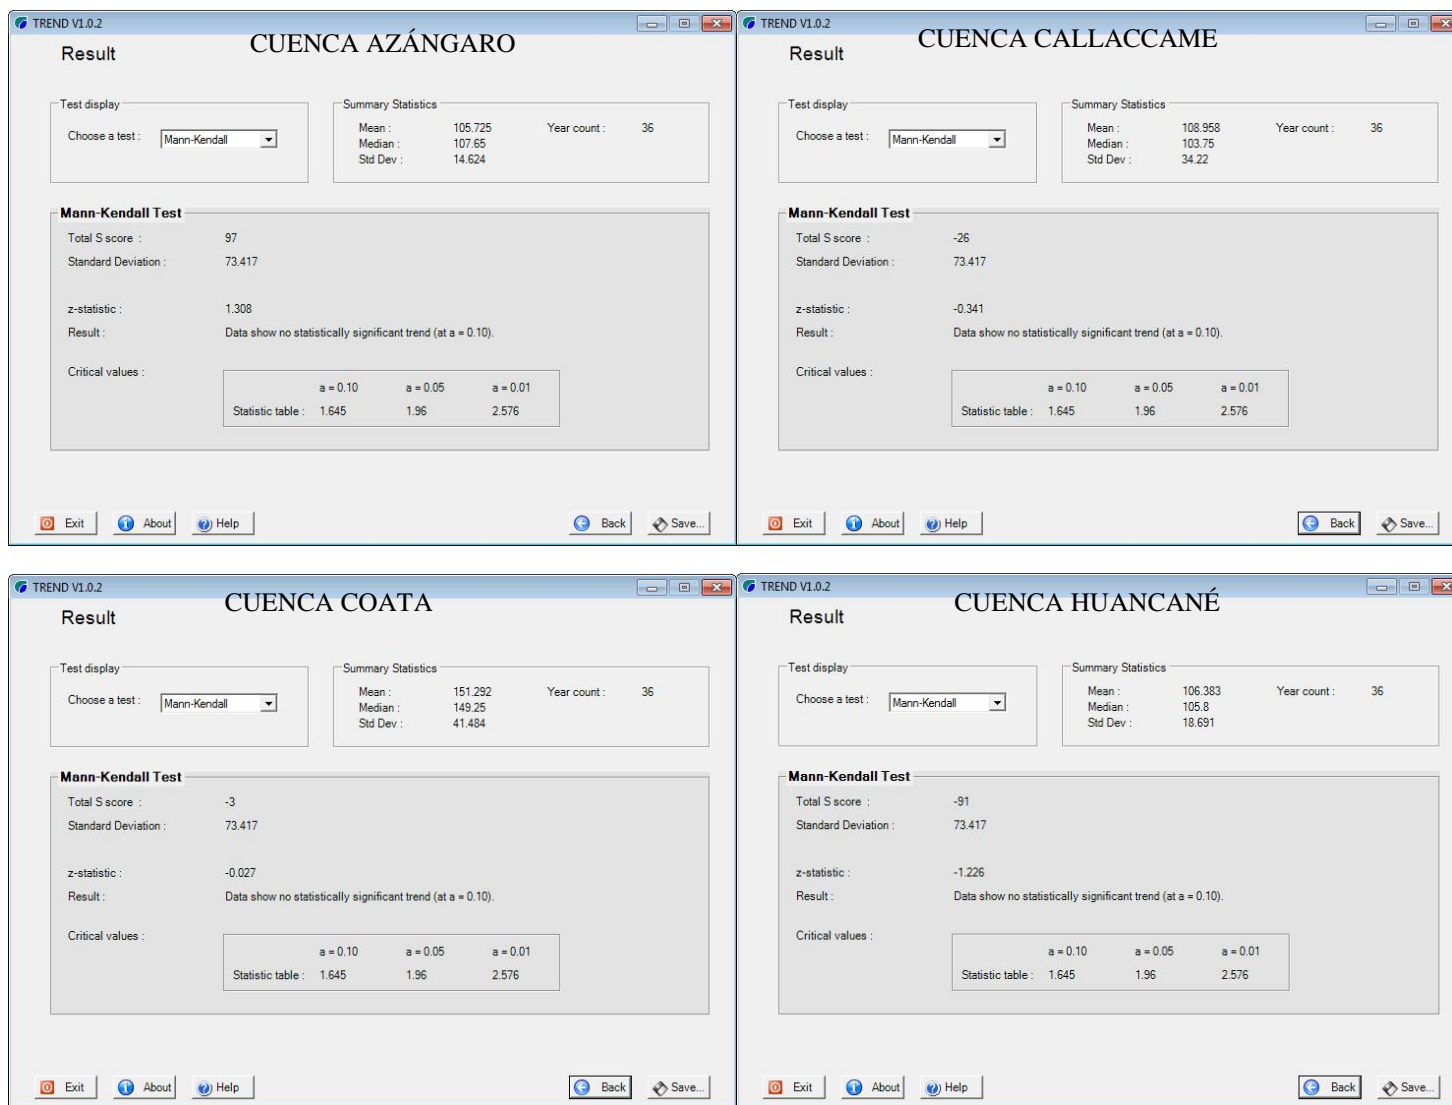 TREND V1.0.2
CUENCA AZÁNGARO
Result
Test display
Choose a test : Mann-Kendall
Summary Statistics
Mean : 105.725 Year count : 36
Median : 107.65
Std Dev : 14.624
Mann-Kendall Test
Total S score : 97
Standard Deviation : 73.417
z-statistic : 1.308
Result : Data show no statistically significant trend (at a = 0.10).
Critical values :
a = 0.10 a = 0.05 a = 0.01
Statistic table : 1.645 1.96 2.576
Exit About Help Back Save...
TREND V1.0.2
CUENCA CALLACCAME
Result
Test display
Choose a test : Mann-Kendall
Summary Statistics
Mean : 108.958 Year count : 36
Median : 103.75
Std Dev : 34.22
Mann-Kendall Test
Total S score : -26
Standard Deviation : 73.417
z-statistic : -0.341
Result : Data show no statistically significant trend (at a = 0.10).
Critical values :
a = 0.10 a = 0.05 a = 0.01
Statistic table : 1.645 1.96 2.576
Exit About Help Back Save...
TREND V1.0.2
CUENCA COATA
Result
Test display
Choose a test : Mann-Kendall
Summary Statistics
Mean : 151.292 Year count : 36
Median : 149.25
Std Dev : 41.484
Mann-Kendall Test
Total S score : -3
Standard Deviation : 73.417
z-statistic : -0.027
Result : Data show no statistically significant trend (at a = 0.10).
Critical values :
a = 0.10 a = 0.05 a = 0.01
Statistic table : 1.645 1.96 2.576
Exit About Help Back Save...
TREND V1.0.2
CUENCA HUANCANÉ
Result
Test display
Choose a test : Mann-Kendall
Summary Statistics
Mean : 106.383 Year count : 36
Median : 105.8
Std Dev : 18.691
Mann-Kendall Test
Total S score : -91
Standard Deviation : 73.417
z-statistic : -1.226
Result : Data show no statistically significant trend (at a = 0.10).
Critical values :
a = 0.10 a = 0.05 a = 0.01
Statistic table : 1.645 1.96 2.576
Exit About Help Back Save...